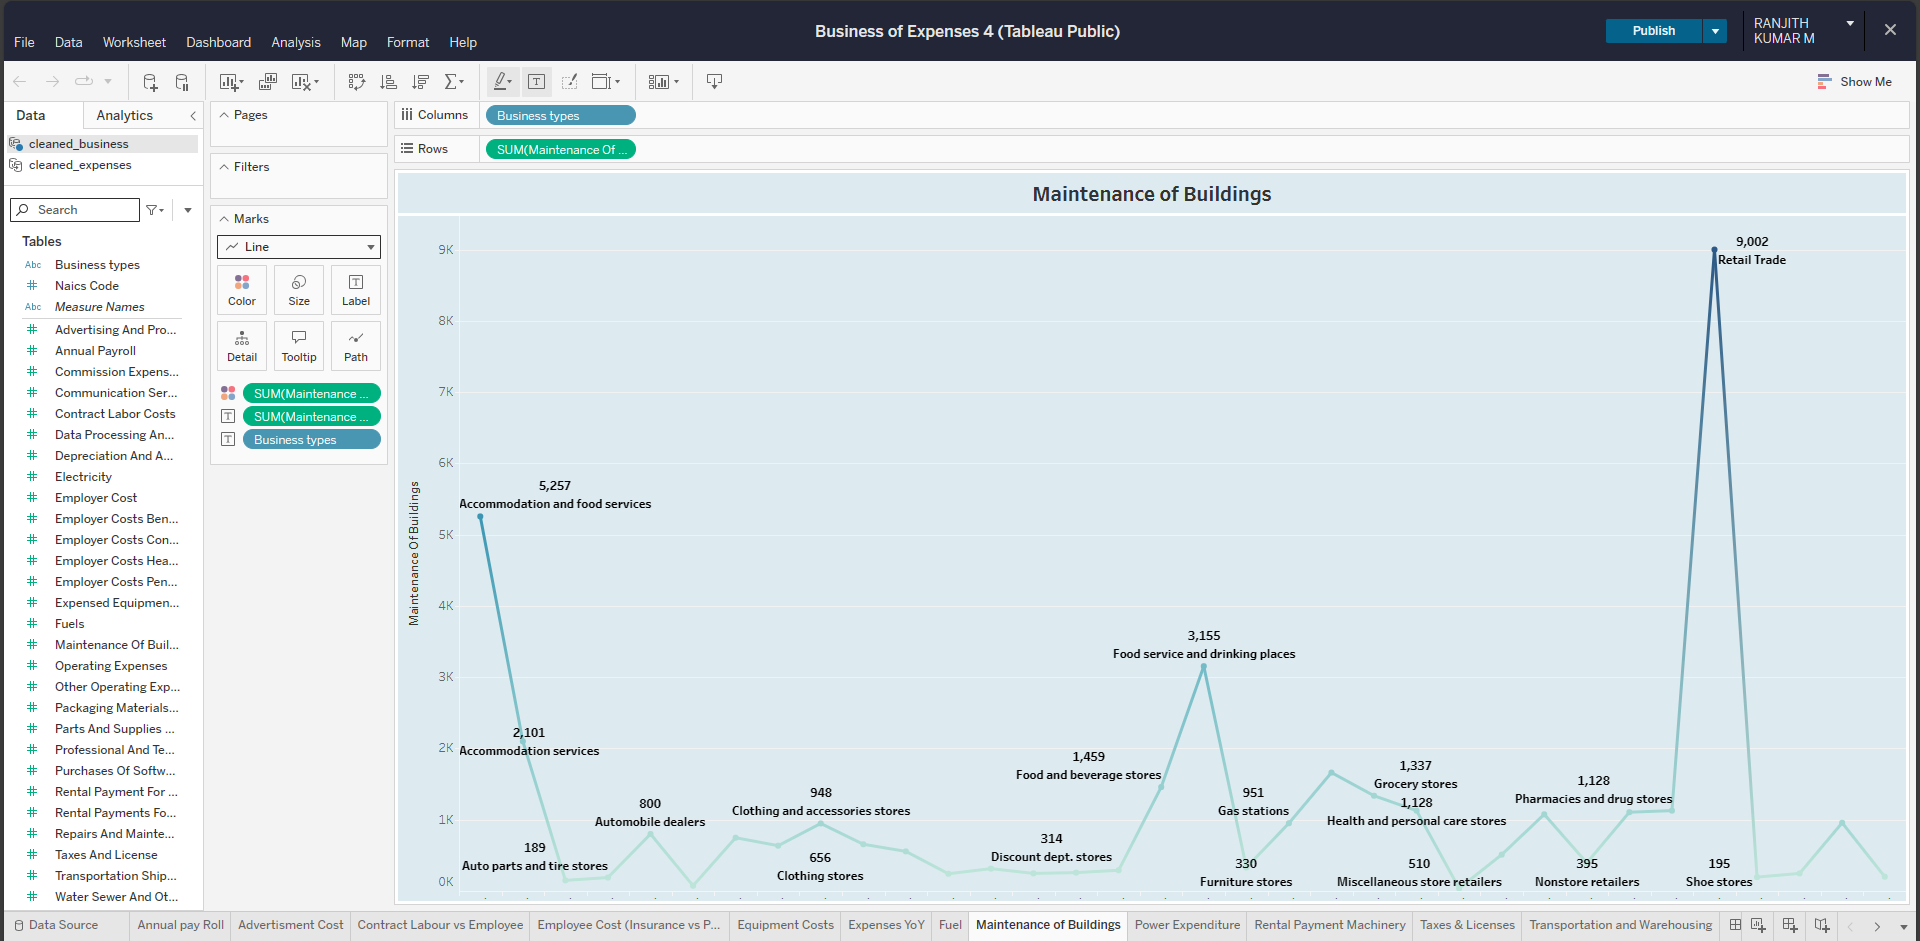 Business of Expenses 4 (Tableau Public)
File Data Worksheet Dashboard Analysis Map Format Help
Publish
RANJITH
KUMAR M
Show Me
Data Analytics
cleaned_business
cleaned_expenses
Search
Tables
Abc Business types
# Naics Code
Abc Measure Names
# Advertising And Pro...
# Annual Payroll
# Commission Expens...
# Communication Ser...
# Contract Labor Costs
# Data Processing An...
# Depreciation And A...
# Electricity
# Employer Cost
# Employer Costs Ben...
# Employer Costs Con...
# Employer Costs Hea...
# Employer Costs Pen...
# Expensed Equipmen...
# Fuels
# Maintenance Of Buil...
# Operating Expenses
# Other Operating Exp...
# Packaging Materials...
# Parts And Supplies ...
# Professional And Te...
# Purchases Of Softw...
# Rental Payment For ...
# Rental Payments Fo...
# Repairs And Mainte...
# Taxes And License
# Transportation Ship...
# Water Sewer And Ot...
Pages
Filters
Marks
Line
Color Size Label
Detail Tooltip Path
SUM(Maintenance ...
T SUM(Maintenance ...
T Business types
Columns Business types
Rows SUM(Maintenance Of ...
Maintenance of Buildings
Maintenance Of Buildings
9K
8K
7K
6K
5K
4K
3K
2K
1K
0K
9,002
Retail Trade
5,257
Accommodation and food services
3,155
Food service and drinking places
2,101
Accommodation services
1,459
Food and beverage stores
1,337
Grocery stores
1,128
Health and personal care stores
1,128
Pharmacies and drug stores
948
Clothing and accessories stores
951
Gas stations
800
Automobile dealers
189
Auto parts and tire stores
656
Clothing stores
314
Discount dept. stores
330
Furniture stores
510
Miscellaneous store retailers
395
Nonstore retailers
195
Shoe stores
Data Source Annual pay Roll Advertisment Cost Contract Labour vs Employee Employee Cost (Insurance vs P... Equipment Costs Expenses YoY Fuel Maintenance of Buildings Power Expenditure Rental Payment Machinery Taxes & Licenses Transportation and Warehousing